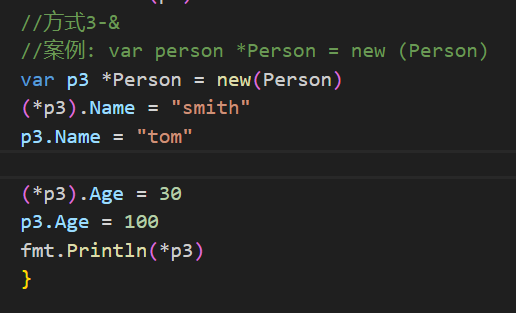 //方式3-&
//案例: var person *Person = new (Person)
var p3 *Person = new(Person)
(*p3).Name = "smith"
p3.Name = "tom"
(*p3).Age = 30
p3.Age = 100
fmt.Println(*p3)
}